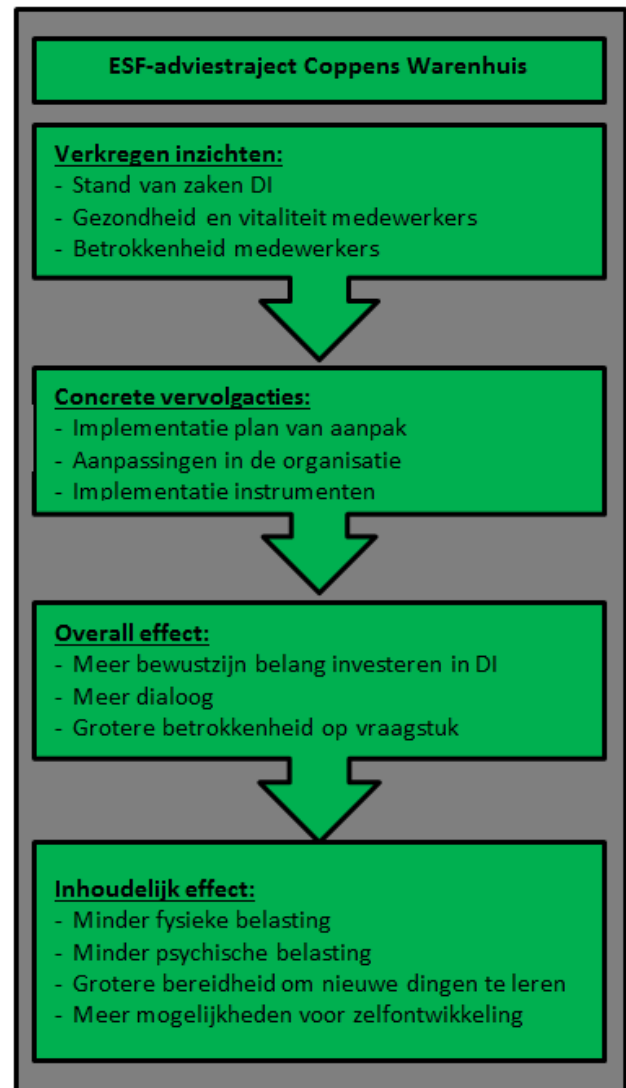 ESF-adviestraject Coppens Warenhuis
Verkregen inzichten:
- Stand van zaken DI
- Gezondheid en vitaliteit medewerkers
- Betrokkenheid medewerkers
Concrete vervolgacties:
- Implementatie plan van aanpak
- Aanpassingen in de organisatie
- Implementatie instrumenten
Overall effect:
- Meer bewustzijn belang investeren in DI
- Meer dialoog
- Grotere betrokkenheid op vraagstuk
Inhoudelijk effect:
- Minder fysieke belasting
- Minder psychische belasting
- Grotere bereidheid om nieuwe dingen te leren
- Meer mogelijkheden voor zelfontwikkeling